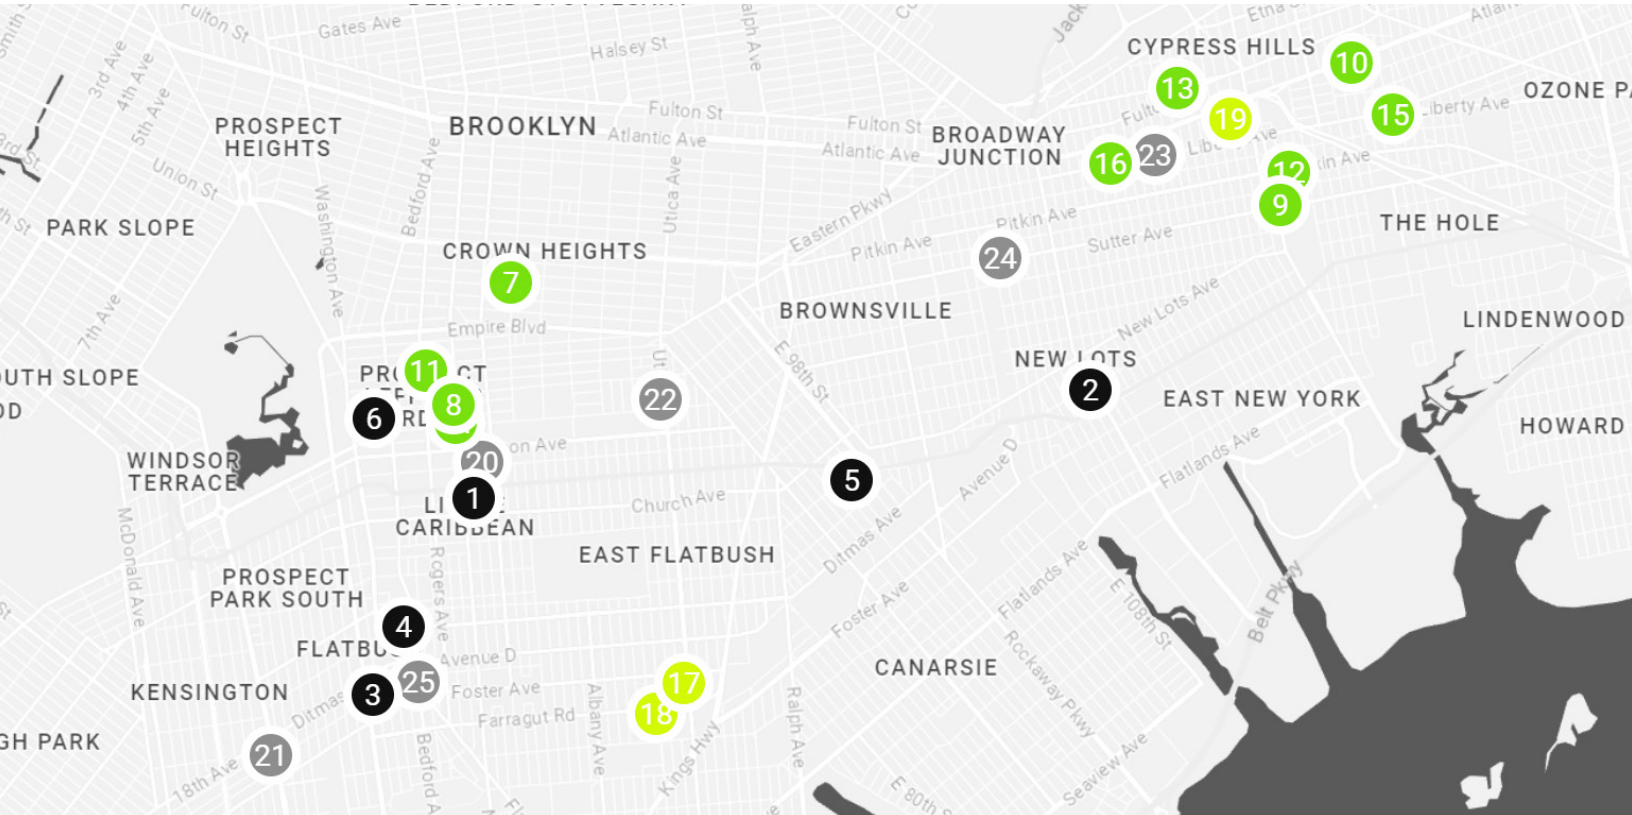 Fulton St
Gates Ave
Halsey St
3rd Ave
4th Ave
5th Ave
CYPRESS HILLS
10
13
OZONE
15
Liberty Ave
19
Fulton St
Fulton St
PROSPECT
HEIGHTS
BROOKLYN
Atlantic Ave
Atlantic Ave
BROADWAY
JUNCTION
16
23
12
9
Union St
Washington Ave
Bedford Ave
Utica Ave
Eastern Pkwy
Pitkin Ave
Pitkin Ave
Sutter Ave
THE HOLE
PARK SLOPE
CROWN HEIGHTS
7
24
7th Ave
Empire Blvd
BROWNSVILLE
New Lots Ave
LINDENWOOD
E 98th St
NEW LOTS
2
11
8
6
22
EAST NEW YORK
HOWARD
WINDSOR
TERRACE
20
1
CARIBBEAN
Church Ave
5
Avenue D
Flatlands Ave
Ditmas Ave
EAST FLATBUSH
McDonald Ave
Rogers Ave
PROSPECT
PARK SOUTH
4
Foster Ave
Flatlands Ave
E 108th St
Belt Pkwy
Avenue D
KENSINGTON
3
25
Foster Ave
Farragut Rd
17
18
CANARSIE
Rockaway Pkwy
Ditmas
Albany Ave
Ralph Ave
Kings Hwy
21
18th Ave
Seaview Ave
E 80th S